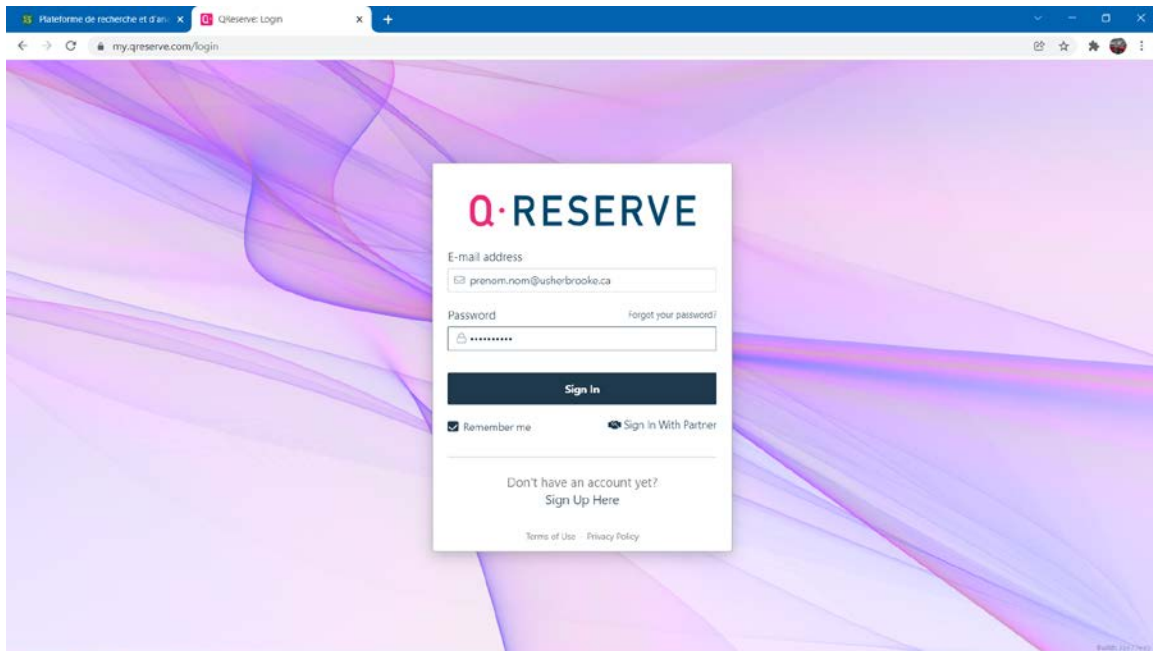 Plateforme de recherche et d'an
QReserve: Login
my.qreserve.com/login
Q·RESERVE
E-mail address
prenom.nom@usherbrooke.ca
Password
Forgot your password?
••••••••••
Sign In
Remember me
Sign In With Partner
Don't have an account yet?
Sign Up Here
Terms of Use - Privacy Policy